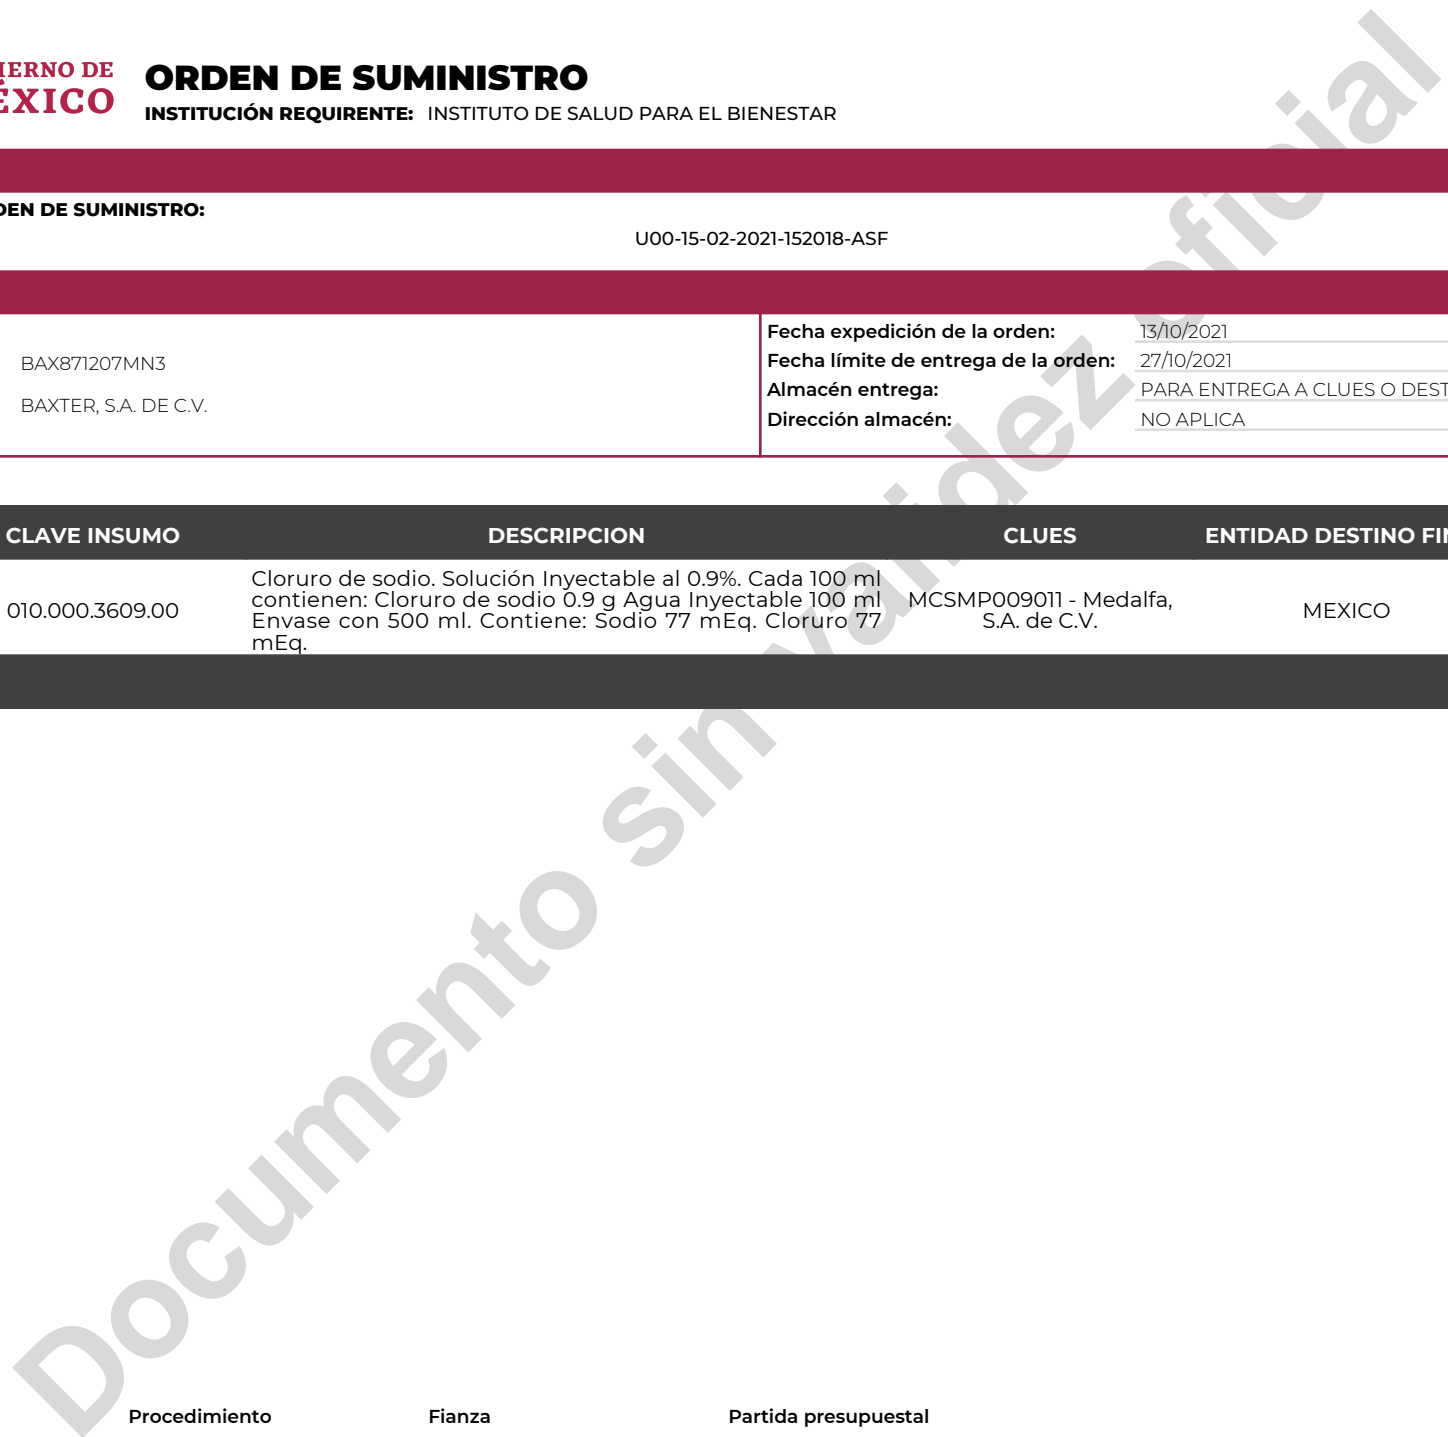 IERNO DE
ÉXICO
ORDEN DE SUMINISTRO
INSTITUCIÓN REQUIRENTE: INSTITUTO DE SALUD PARA EL BIENESTAR
DEN DE SUMINISTRO:
U00-15-02-2021-152018-ASF
BAX871207MN3
BAXTER, S.A. DE C.V.
Fecha expedición de la orden: 13/10/2021
Fecha límite de entrega de la orden: 27/10/2021
Almacén entrega: PARA ENTREGA A CLUES O DEST
Dirección almacén: NO APLICA
CLAVE INSUMO DESCRIPCION CLUES ENTIDAD DESTINO FIN
010.000.3609.00
Cloruro de sodio. Solución Inyectable al 0.9%. Cada 100 ml
contienen: Cloruro de sodio 0.9 g Agua Inyectable 100 ml
Envase con 500 ml. Contiene: Sodio 77 mEq. Cloruro 77
mEq.
MCSMP009011 - Medalfa,
S.A. de C.V.
MEXICO
Documento sin validez oficial
Procedimiento Fianza Partida presupuestal